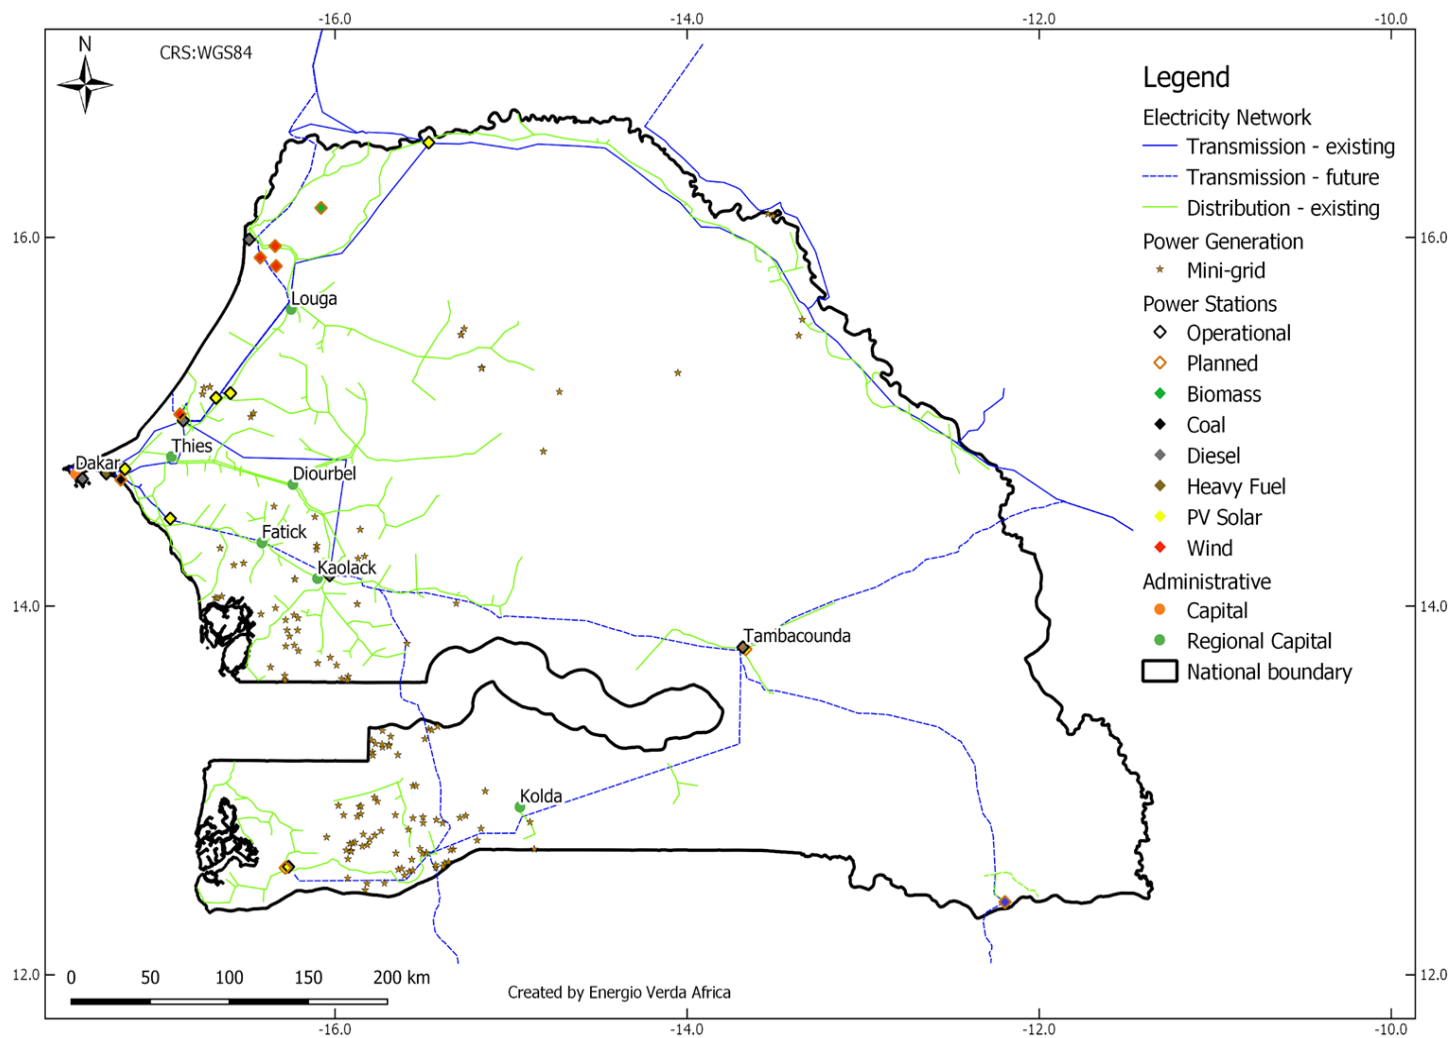 -16.0
-14.0
-12.0
-10.0
N
CRS:WGS84
Legend
Electricity Network
Transmission - existing
Transmission - future
Distribution - existing
Power Generation
Mini-grid
Power Stations
Operational
Planned
Biomass
Coal
Diesel
Heavy Fuel
PV Solar
Wind
Administrative
Capital
Regional Capital
National boundary
16.0
16.0
Louga
Thies
Dakar
Diourbel
Fatick
Kaolack
14.0
14.0
Tambacounda
Kolda
12.0
12.0
0 50 100 150 200 km
Created by Energio Verda Africa
-16.0
-14.0
-12.0
-10.0